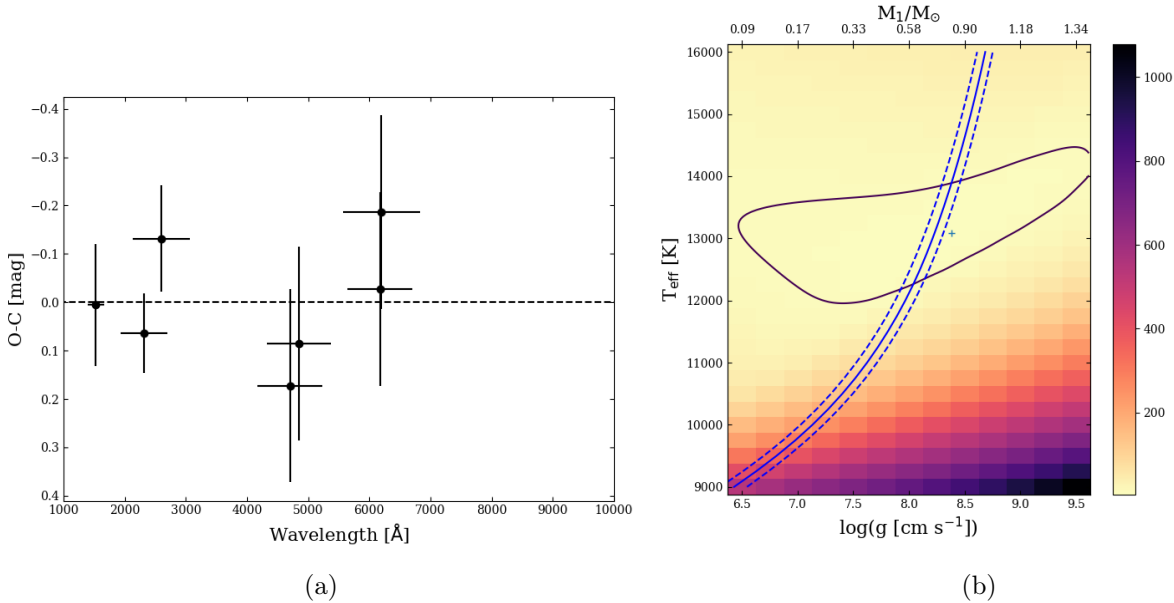 O-C [mag]
−0.4
−0.3
−0.2
−0.1
0.0
0.1
0.2
0.3
0.4
1000 2000 3000 4000 5000 6000 7000 8000 9000 10000
Wavelength [Å]
(a)
M₁/M⊙
0.09 0.17 0.33 0.58 0.90 1.18 1.34
T_eff [K]
16000
15000
14000
13000
12000
11000
10000
9000
6.5 7.0 7.5 8.0 8.5 9.0 9.5
log(g [cm s⁻¹])
1000
800
600
400
200
(b)